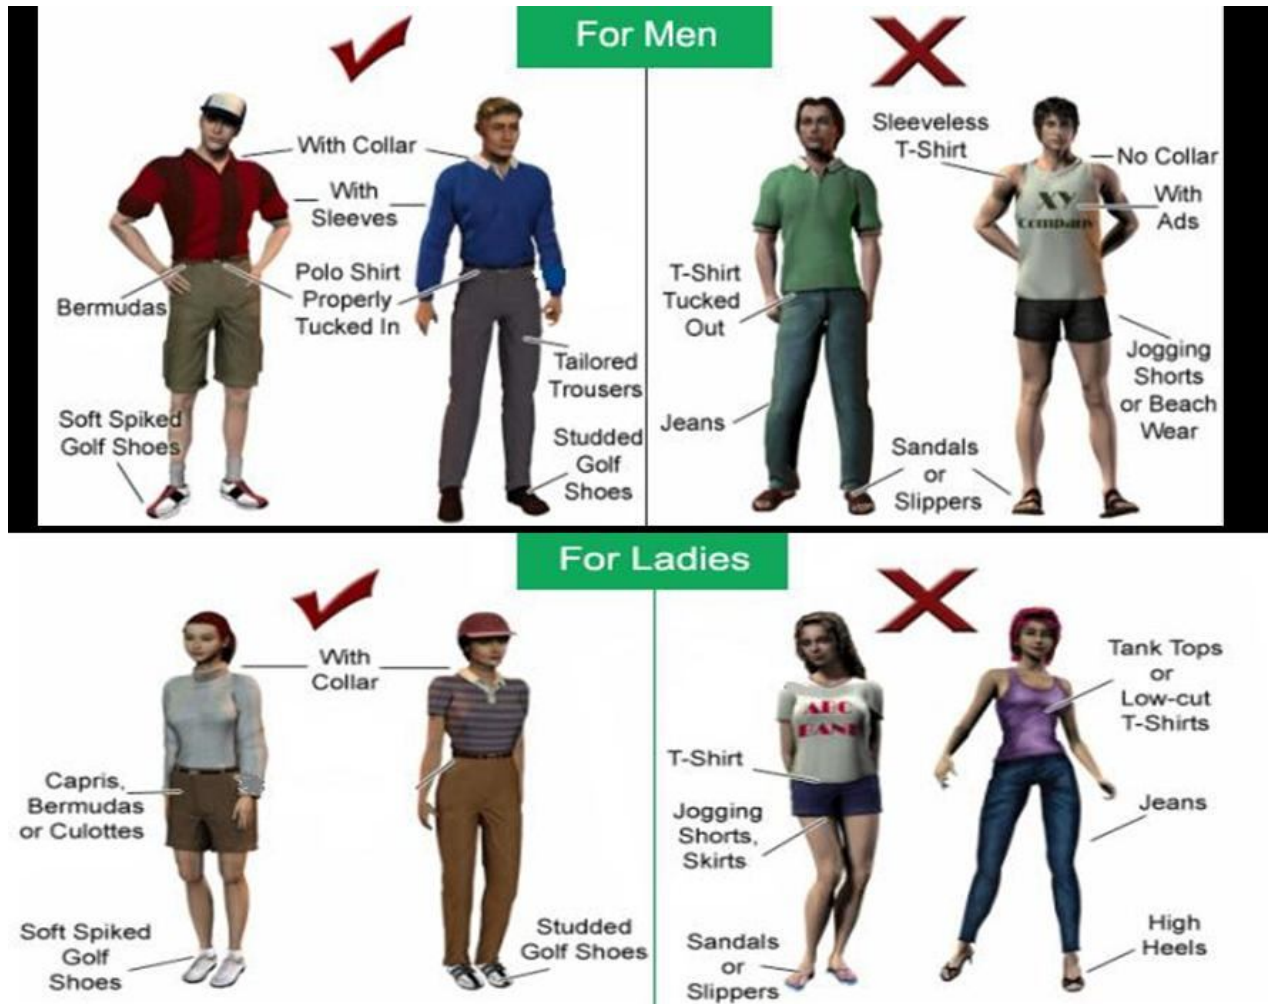 For Men
With Collar
With
Sleeves
Polo Shirt
Properly
Tucked In
Bermudas
Tailored
Trousers
Soft Spiked
Golf Shoes
Studded
Golf
Shoes
Sleeveless
T-Shirt
No Collar
With
Ads
XY
Company
T-Shirt
Tucked
Out
Jogging
Shorts
or Beach
Wear
Jeans
Sandals
or
Slippers
For Ladies
With
Collar
Capris,
Bermudas
or Culottes
Soft Spiked
Golf
Shoes
Studded
Golf Shoes
Tank Tops
or
Low-cut
T-Shirts
ABC
BAND
T-Shirt
Jogging
Shorts,
Skirts
Jeans
Sandals
or
Slippers
High
Heels